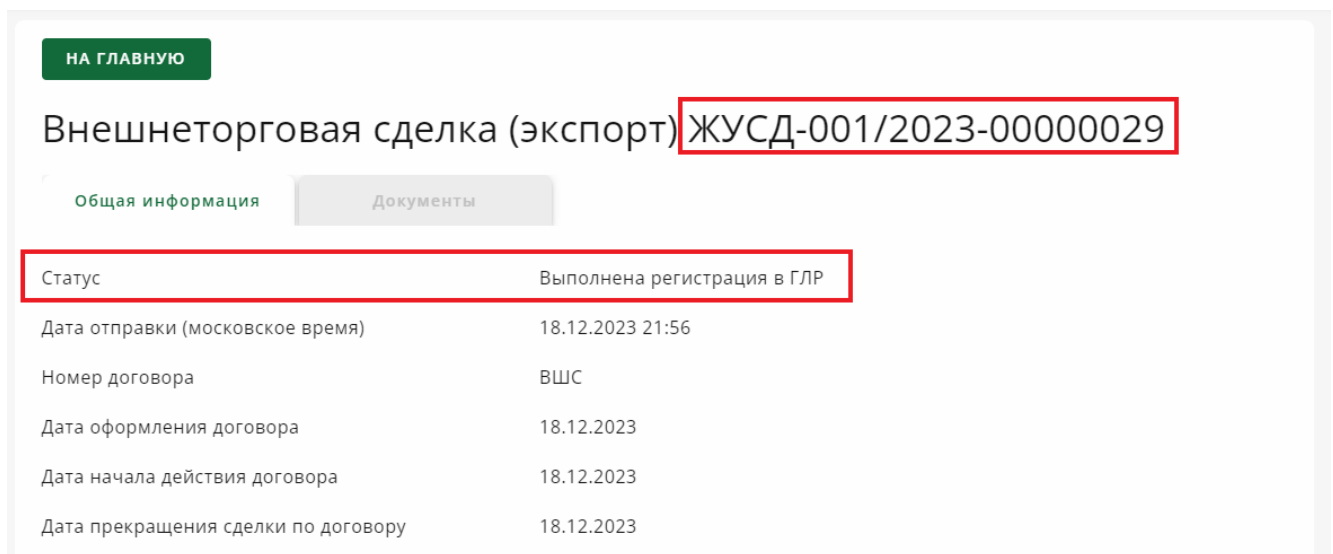 НА ГЛАВНУЮ
Внешнеторговая сделка (экспорт) ЖУСД-001/2023-00000029
Общая информация Документы
Статус Выполнена регистрация в ГЛР
Дата отправки (московское время) 18.12.2023 21:56
Номер договора ВШС
Дата оформления договора 18.12.2023
Дата начала действия договора 18.12.2023
Дата прекращения сделки по договору 18.12.2023